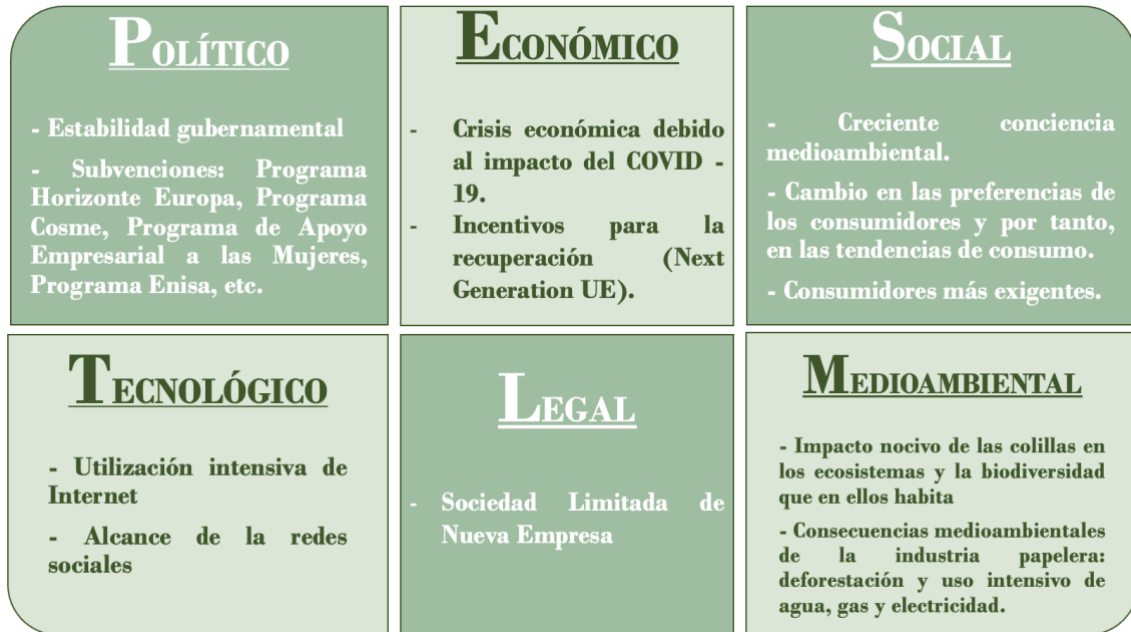 POLÍTICO
- Estabilidad gubernamental
- Subvenciones: Programa
Horizonte Europa, Programa
Cosme, Programa de Apoyo
Empresarial a las Mujeres,
Programa Enisa, etc.
ECONÓMICO
- Crisis económica debido
al impacto del COVID -
19.
- Incentivos para la
recuperación (Next
Generation UE).
SOCIAL
- Creciente conciencia
medioambiental.
- Cambio en las preferencias de
los consumidores y por tanto,
en las tendencias de consumo.
- Consumidores más exigentes.
TECNOLÓGICO
- Utilización intensiva de
Internet
- Alcance de la redes
sociales
LEGAL
- Sociedad Limitada de
Nueva Empresa
MEDIOAMBIENTAL
- Impacto nocivo de las colillas en
los ecosistemas y la biodiversidad
que en ellos habita
- Consecuencias medioambientales
de la industria papelera:
deforestación y uso intensivo de
agua, gas y electricidad.